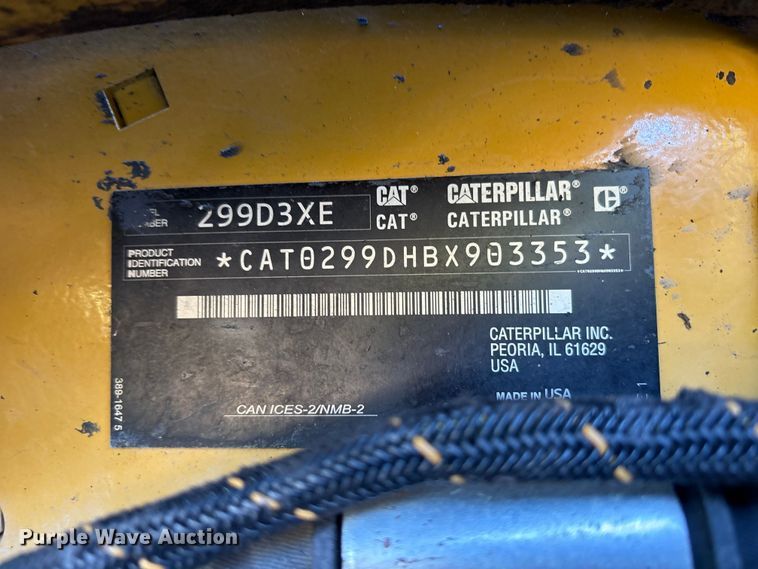 299D3XE
CAT® CATERPILLAR® ®
CAT® CATERPILLAR®
PRODUCT
IDENTIFICATION
NUMBER
*CAT0299DHBX903353*
CATERPILLAR INC.
PEORIA, IL 61629
USA
MADE IN USA
CAN ICES-2/NMB-2
389-1647 5
Purple Wave Auction